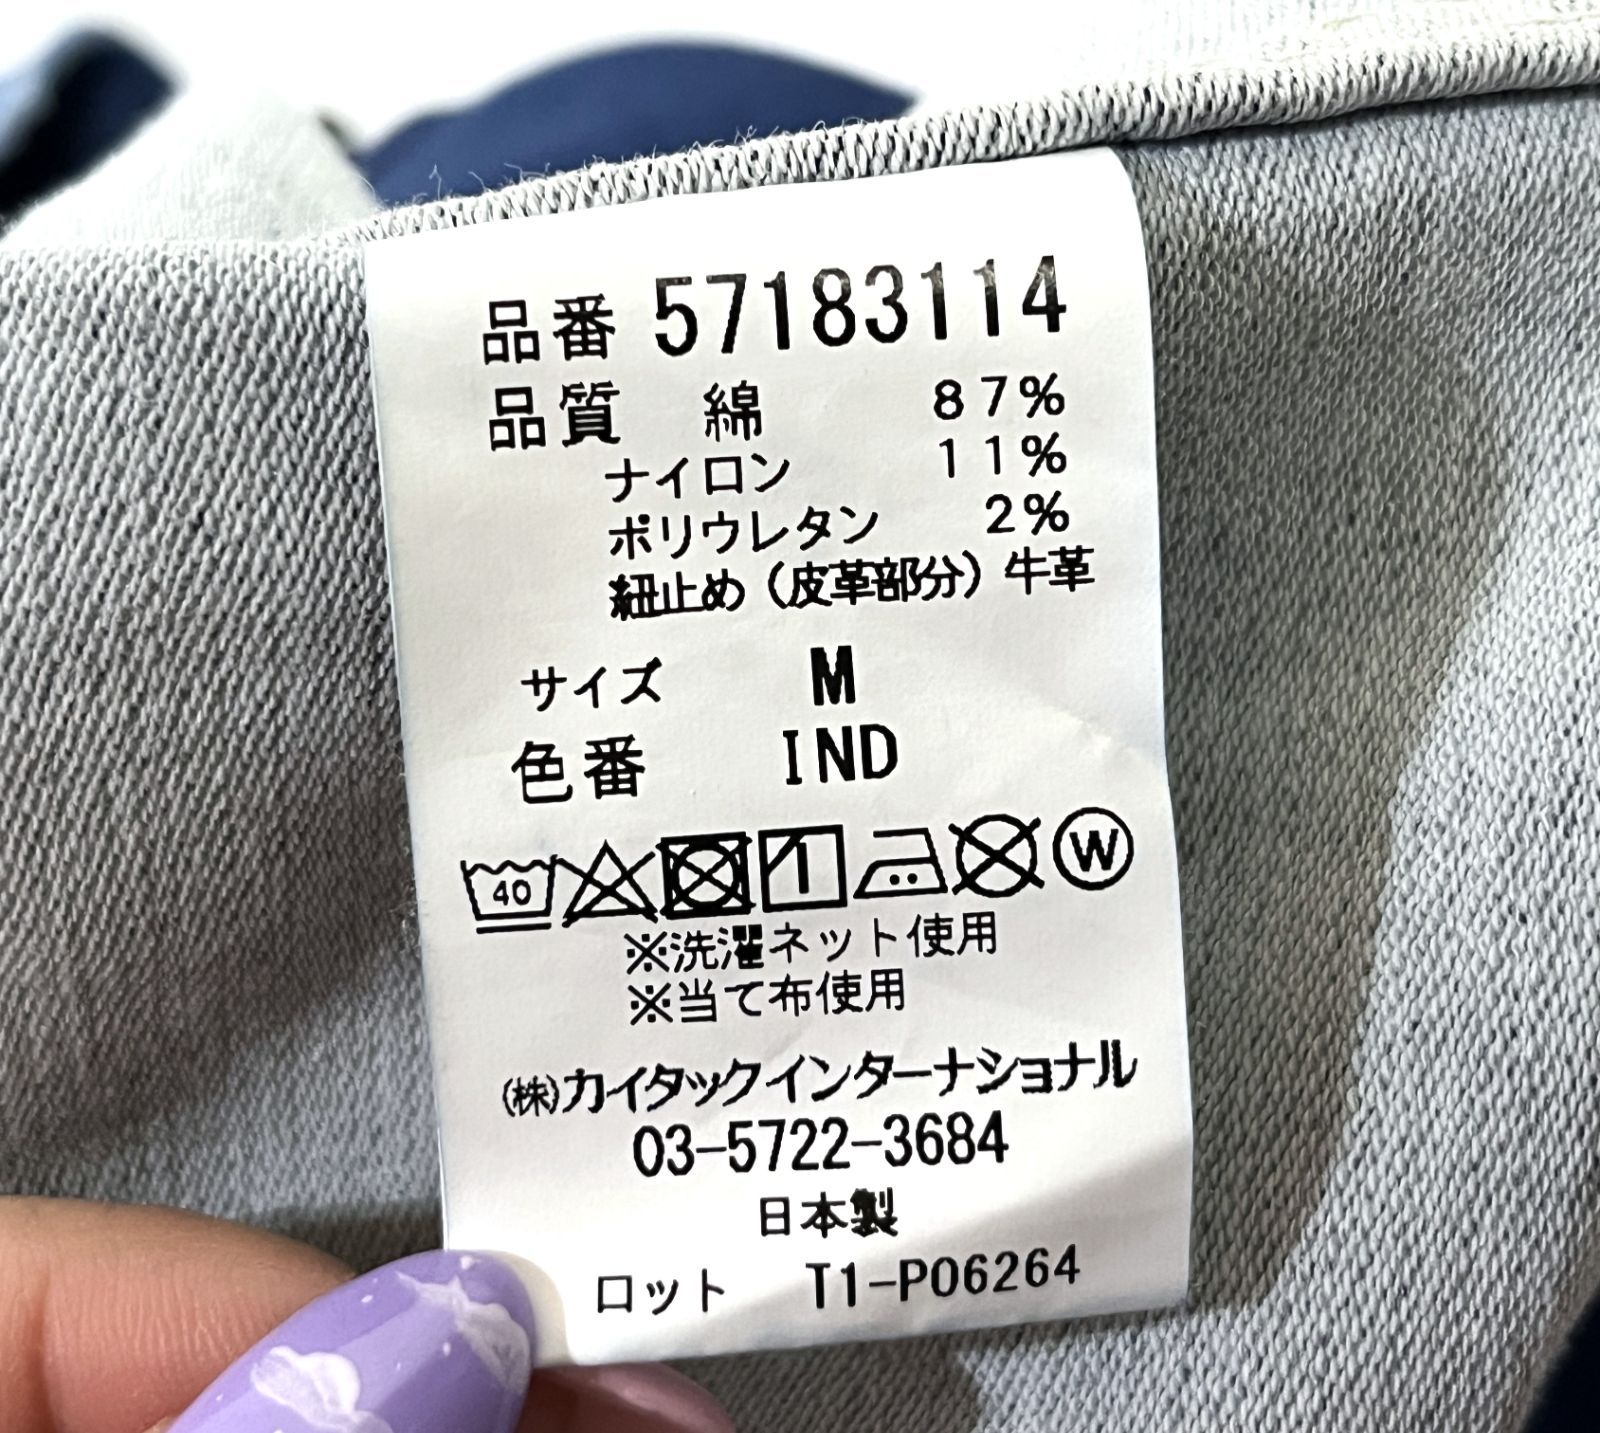 品番 57183114
品質 綿 87%
ナイロン 11%
ポリウレタン 2%
紐止め（皮革部分）牛革
サイズ M
色番 IND
40 W
※洗濯ネット使用
※当て布使用
(株)カイタックインターナショナル
03-5722-3684
日本製
ロット T1-P06264